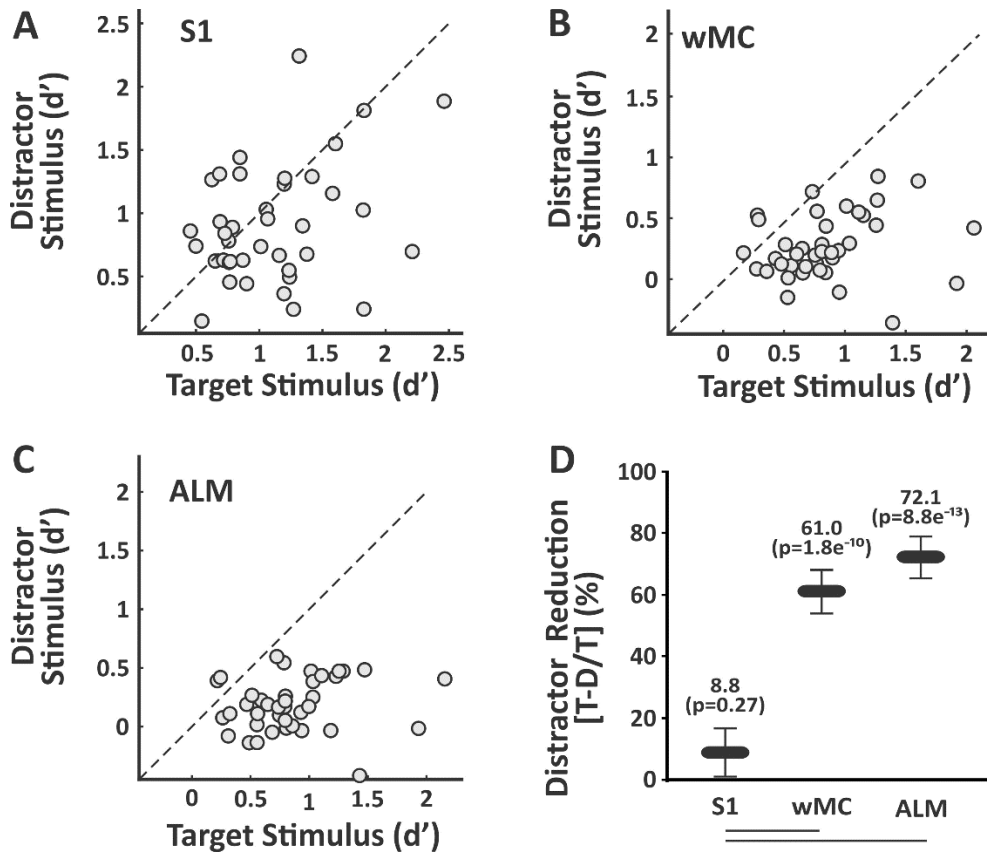 A
S1
Distractor
Stimulus (d’)
2.5
2
1.5
1
0.5
0.5
1
1.5
2
2.5
Target Stimulus (d’)
B
wMC
Distractor
Stimulus (d’)
2
1.5
1
0.5
0
0
0.5
1
1.5
2
Target Stimulus (d’)
C
ALM
Distractor
Stimulus (d’)
2
1.5
1
0.5
0
0
0.5
1
1.5
2
Target Stimulus (d’)
D
Distractor Reduction
[T-D/T] (%)
100
80
60
40
20
0
8.8
(p=0.27)
61.0
(p=1.8e⁻¹⁰)
72.1
(p=8.8e⁻¹³)
S1
wMC
ALM